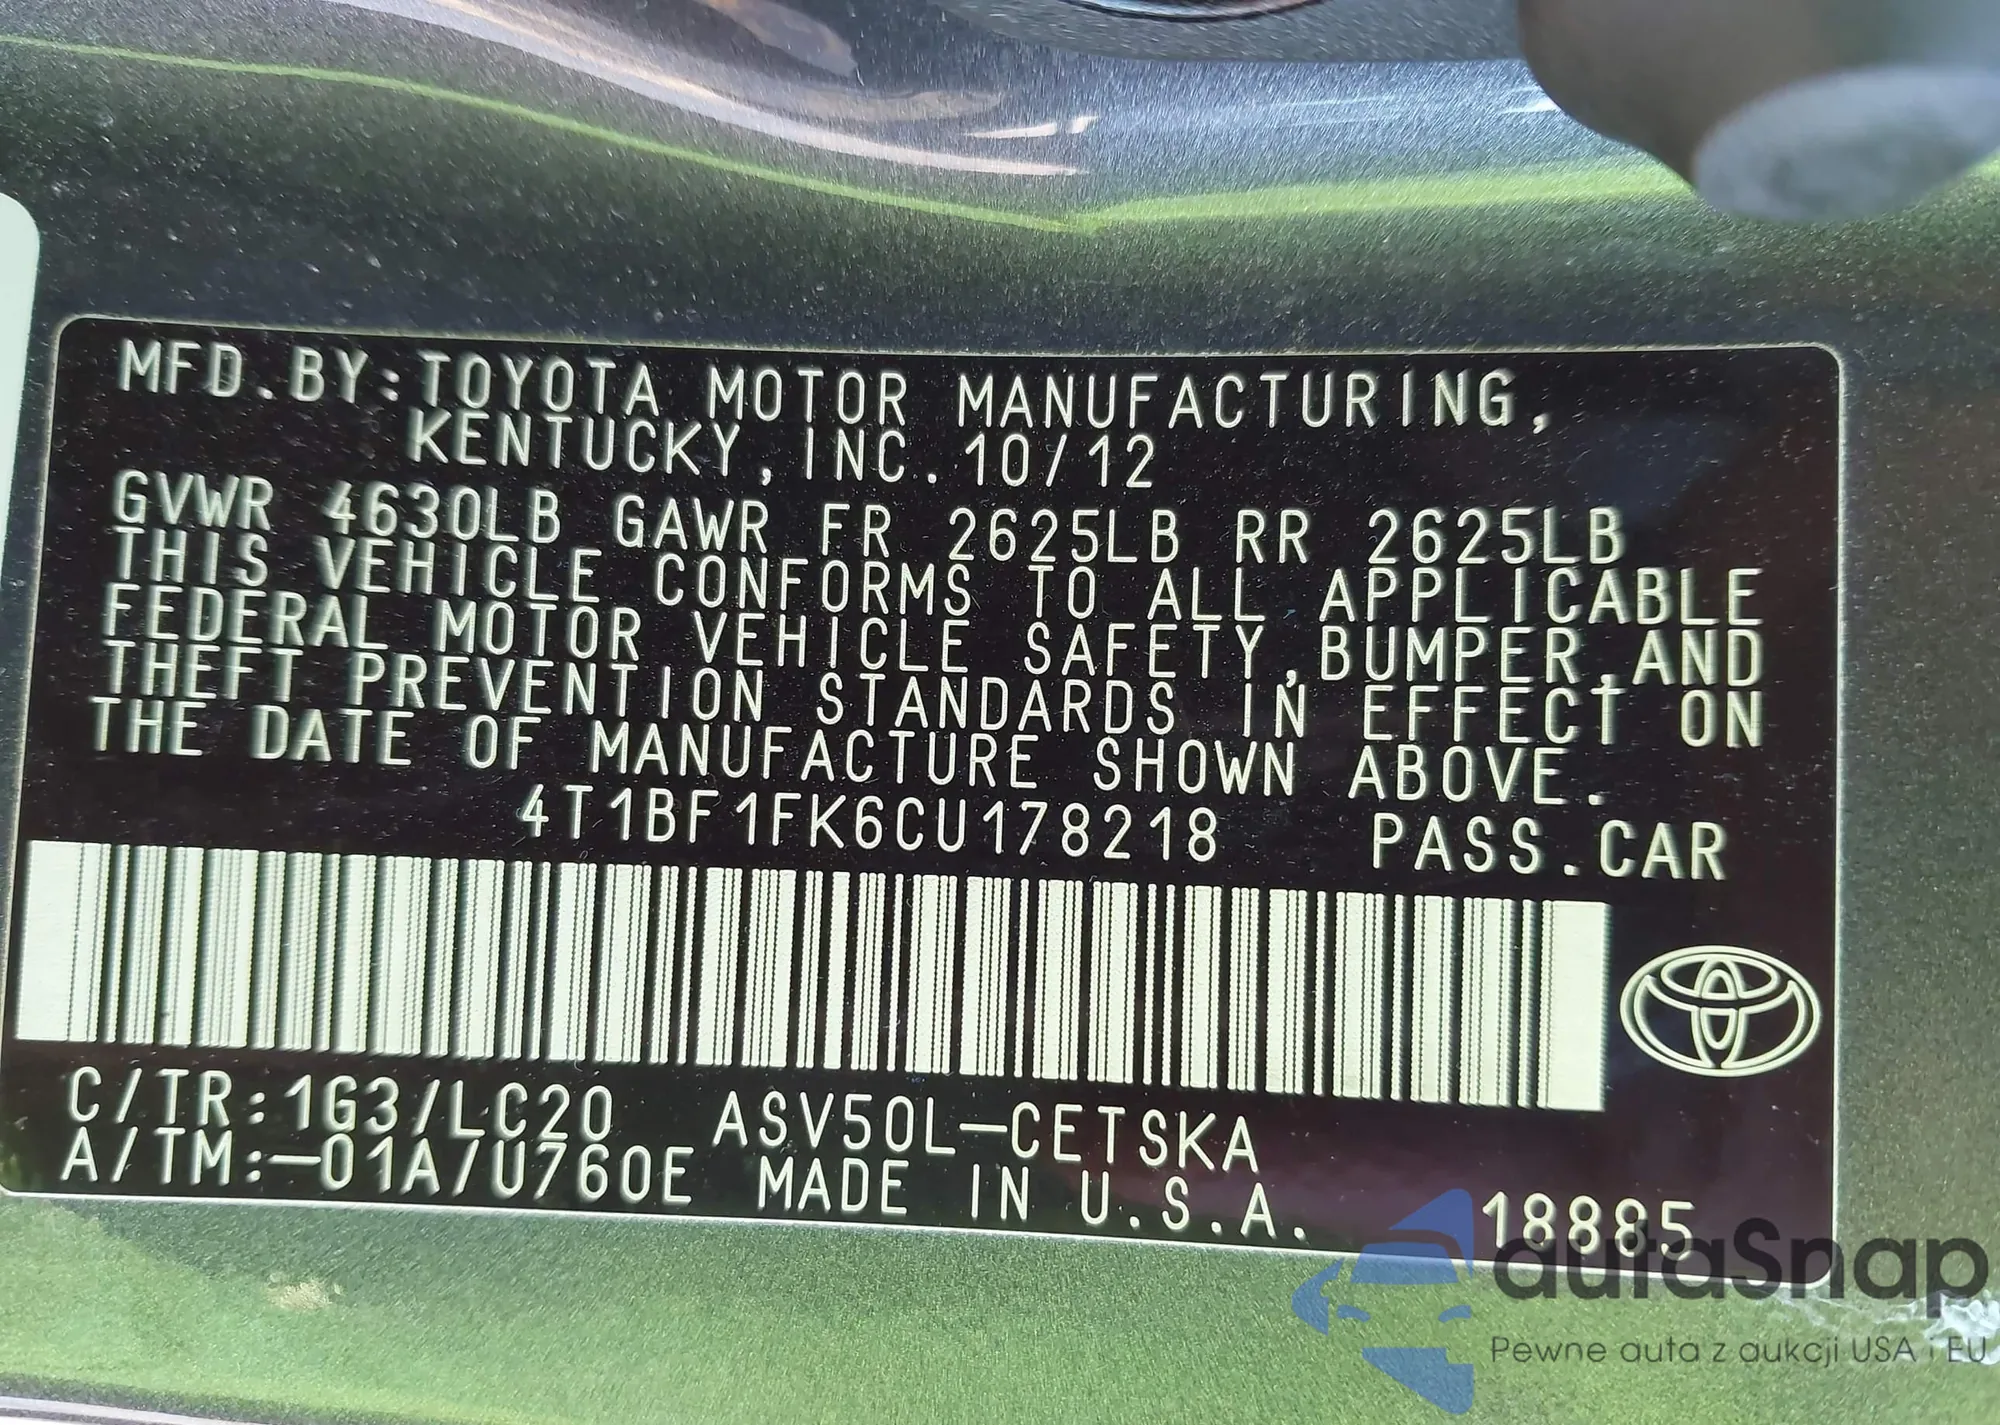 MFD.BY:TOYOTA MOTOR MANUFACTURING,
KENTUCKY, INC. 10/12
GVWR 4630LB GAWR FR 2625LB RR 2625LB
THIS VEHICLE CONFORMS TO ALL APPLICABLE
FEDERAL MOTOR VEHICLE SAFETY,BUMPER,AND
THEFT PREVENTION STANDARDS IN EFFECT ON
THE DATE OF MANUFACTURE SHOWN ABOVE.
4T1BF1FK6CU178218 PASS.CAR
C/TR:1G3/LC20 ASV50L-CETSKA
A/TM:-01A/U760E MADE IN U.S.A.
18885
autaSnap
Pewne auta z aukcji USA i EU